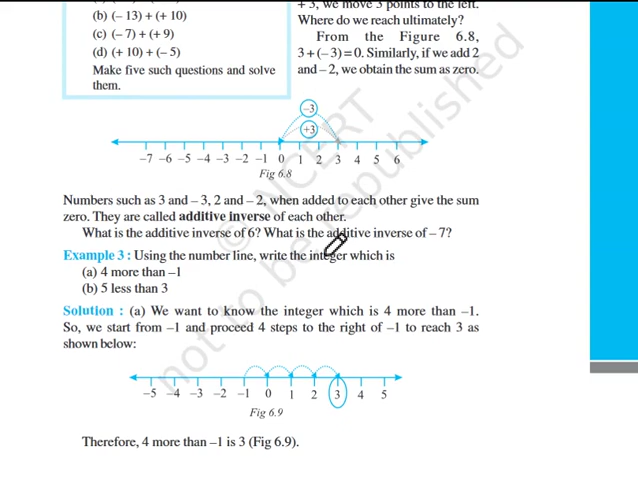 + 3, we move 3 points to the left.
(b) (– 13) + (+ 10)
Where do we reach ultimately?
(c) (– 7) + (+ 9)
From the Figure 6.8,
(d) (+ 10) + (– 5)
3 + (– 3) = 0. Similarly, if we add 2
Make five such questions and solve
and – 2, we obtain the sum as zero.
them.
–3
+3
–7 –6 –5 –4 –3 –2 –1 0 1 2 3 4 5 6
Fig 6.8
Numbers such as 3 and – 3, 2 and – 2, when added to each other give the sum
zero. They are called additive inverse of each other.
What is the additive inverse of 6? What is the additive inverse of – 7?
Example 3 : Using the number line, write the integer which is
(a) 4 more than –1
(b) 5 less than 3
Solution : (a) We want to know the integer which is 4 more than –1.
So, we start from –1 and proceed 4 steps to the right of –1 to reach 3 as
shown below:
–5 –4 –3 –2 –1 0 1 2 3 4 5
Fig 6.9
Therefore, 4 more than –1 is 3 (Fig 6.9).
© NCERT
not to be republished